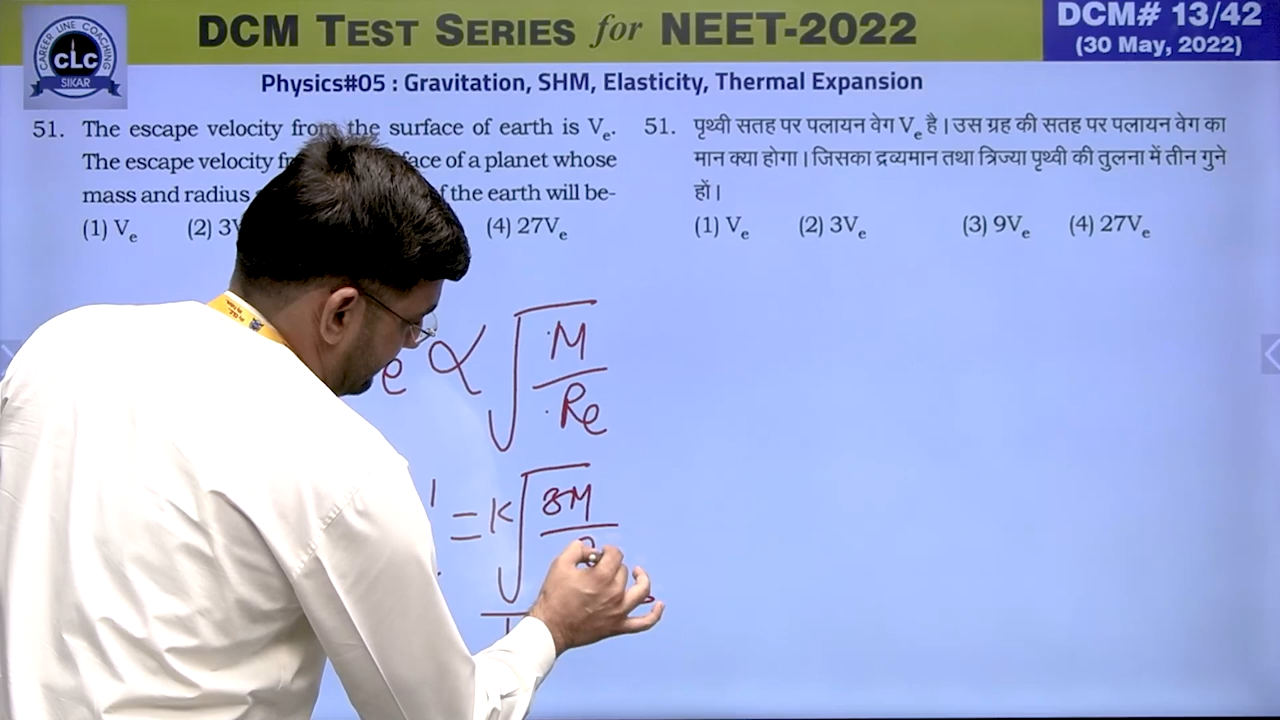 DCM TEST SERIES for NEET-2022
DCM# 13/42
(30 May, 2022)
CAREER LINE COACHING
CLC
SIKAR
Physics#05 : Gravitation, SHM, Elasticity, Thermal Expansion
51. The escape velocity from the surface of earth is Ve.
The escape velocity face of a planet whose
mass and radius f the earth will be-
(1) Ve (2) 3V (4) 27Ve
51. पृथ्वी सतह पर पलायन वेग Ve है। उस ग्रह की सतह पर पलायन वेग का
मान क्या होगा। जिसका द्रव्यमान तथा त्रिज्या पृथ्वी की तुलना में तीन गुने
हों।
(1) Ve (2) 3Ve (3) 9Ve (4) 27Ve
e ∝ √ M
Re
= K √ 3M